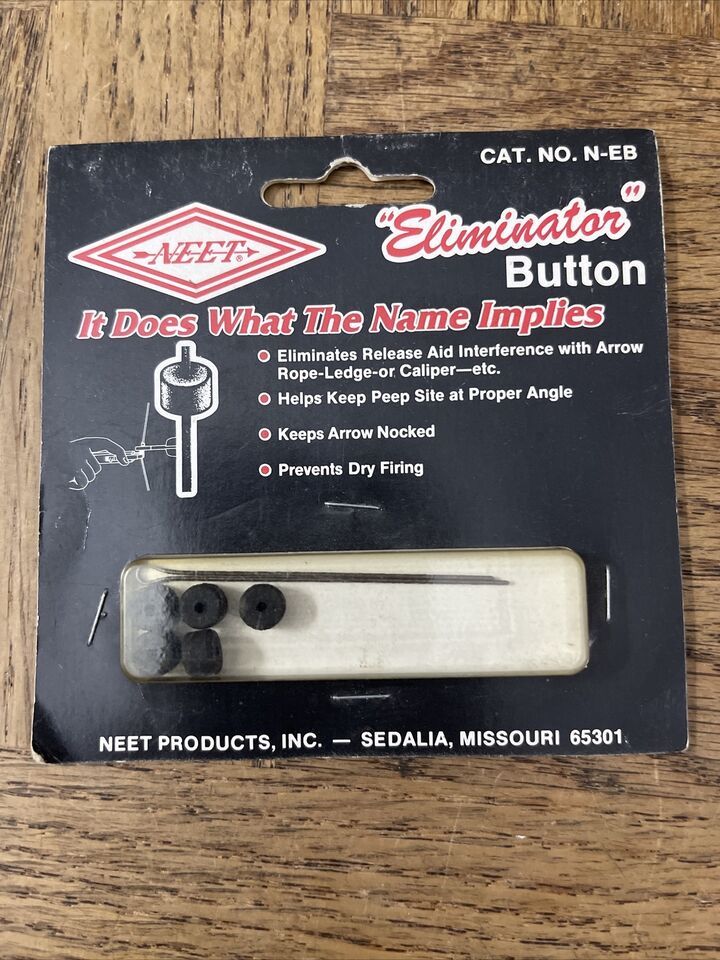 CAT. NO. N-EB
NEET®
"Eliminator"
Button
It Does What The Name Implies
• Eliminates Release Aid Interference with Arrow
Rope-Ledge-or Caliper—etc.
• Helps Keep Peep Site at Proper Angle
• Keeps Arrow Nocked
• Prevents Dry Firing
NEET PRODUCTS, INC. — SEDALIA, MISSOURI 65301